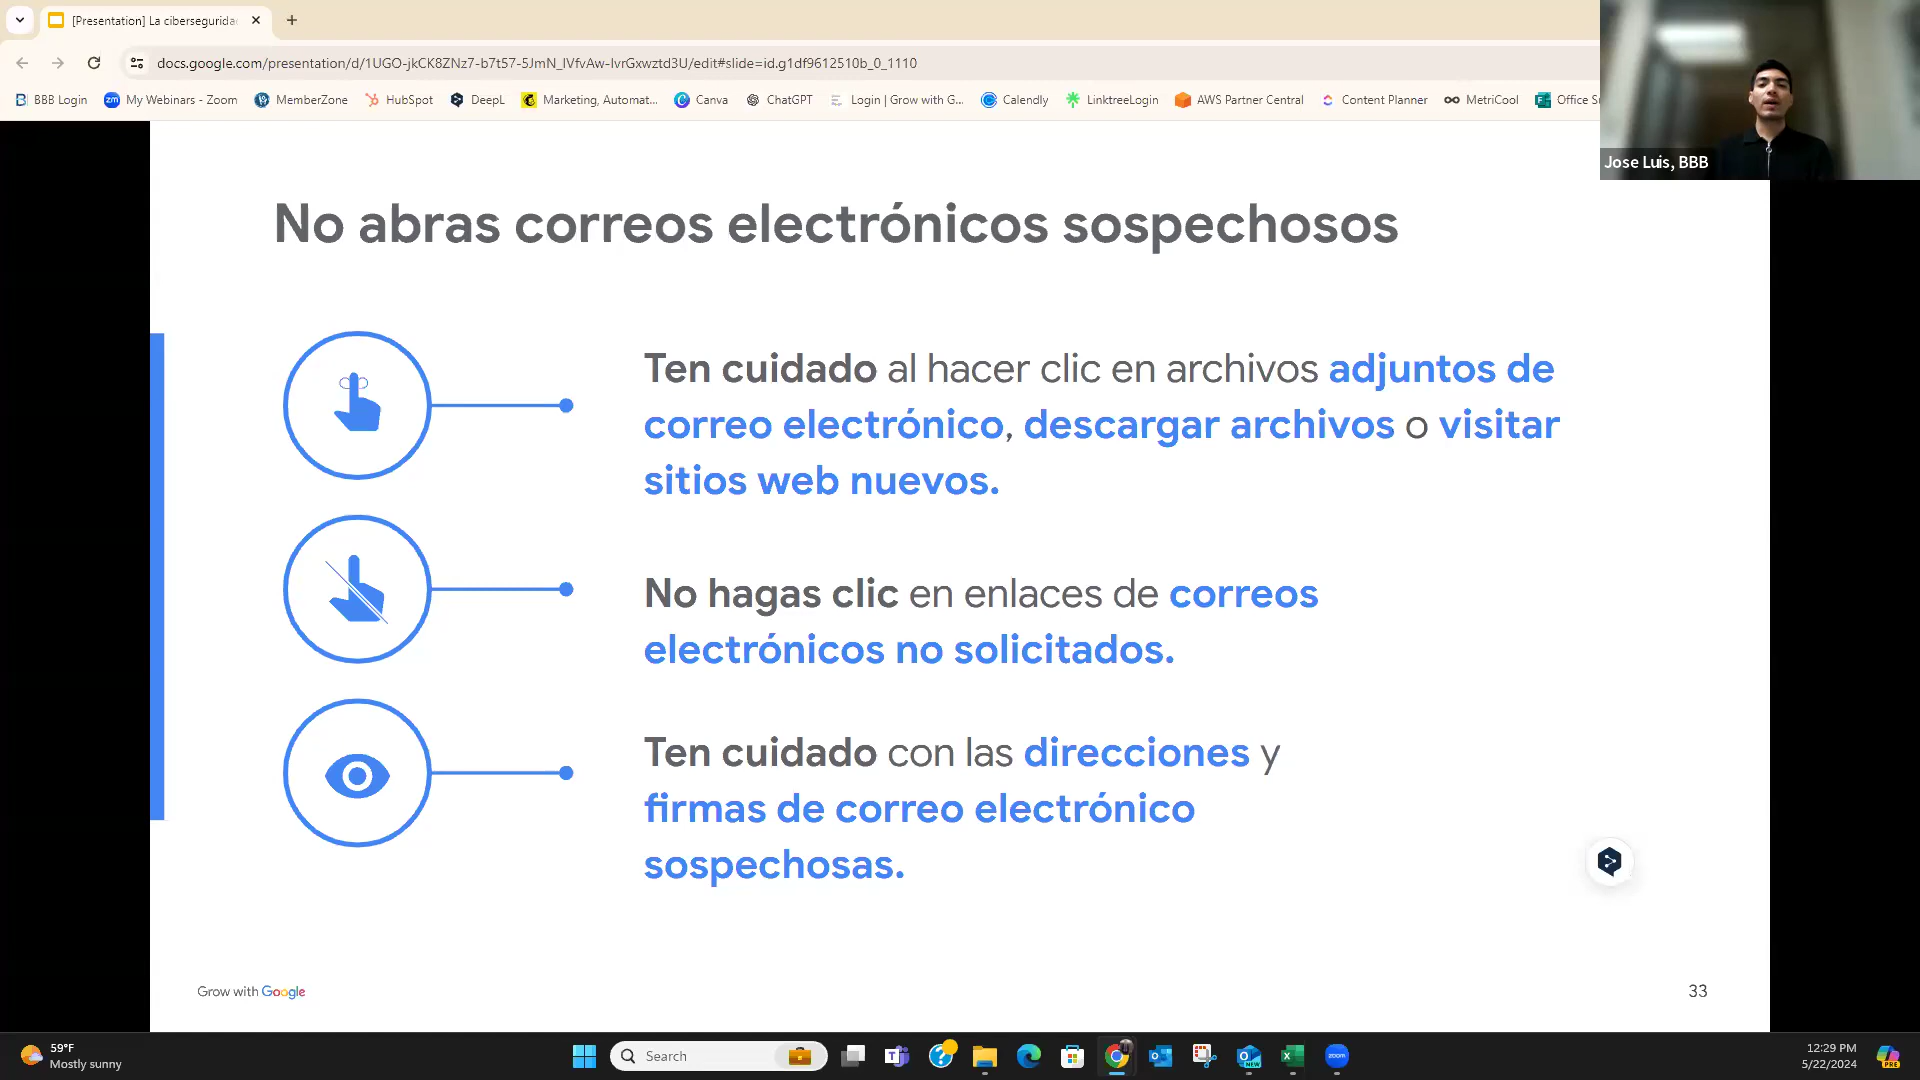 [Presentation] La cibersegurida
docs.google.com/presentation/d/1UGO-jkCK8ZNz7-b7t57-5JmN_IVfvAw-IvrGxwztd3U/edit#slide=id.g1df9612510b_0_1110
BBB Login
My Webinars - Zoom
MemberZone
HubSpot
DeepL
Marketing, Automat...
Canva
ChatGPT
Login | Grow with G...
Calendly
LinktreeLogin
AWS Partner Central
Content Planner
MetriCool
Office S
Jose Luis, BBB
No abras correos electrónicos sospechosos
Ten cuidado al hacer clic en archivos adjuntos de
correo electrónico, descargar archivos o visitar
sitios web nuevos.
No hagas clic en enlaces de correos
electrónicos no solicitados.
Ten cuidado con las direcciones y
firmas de correo electrónico
sospechosas.
Grow with Google
33
59°F
Mostly sunny
Search
12:29 PM
5/22/2024